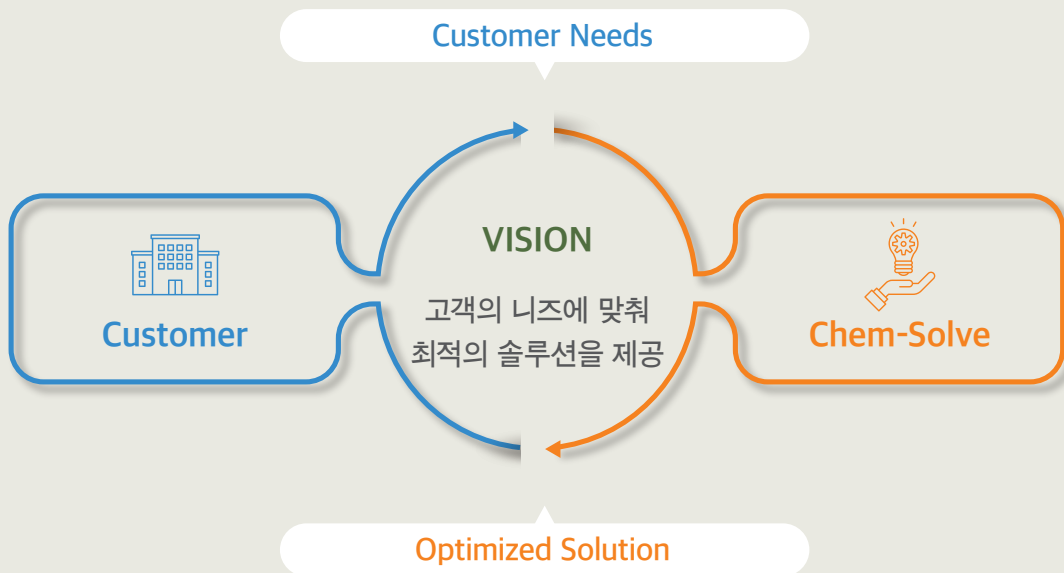 Customer Needs
VISION
고객의 니즈에 맞춰
최적의 솔루션을 제공
Customer
Chem-Solve
Optimized Solution